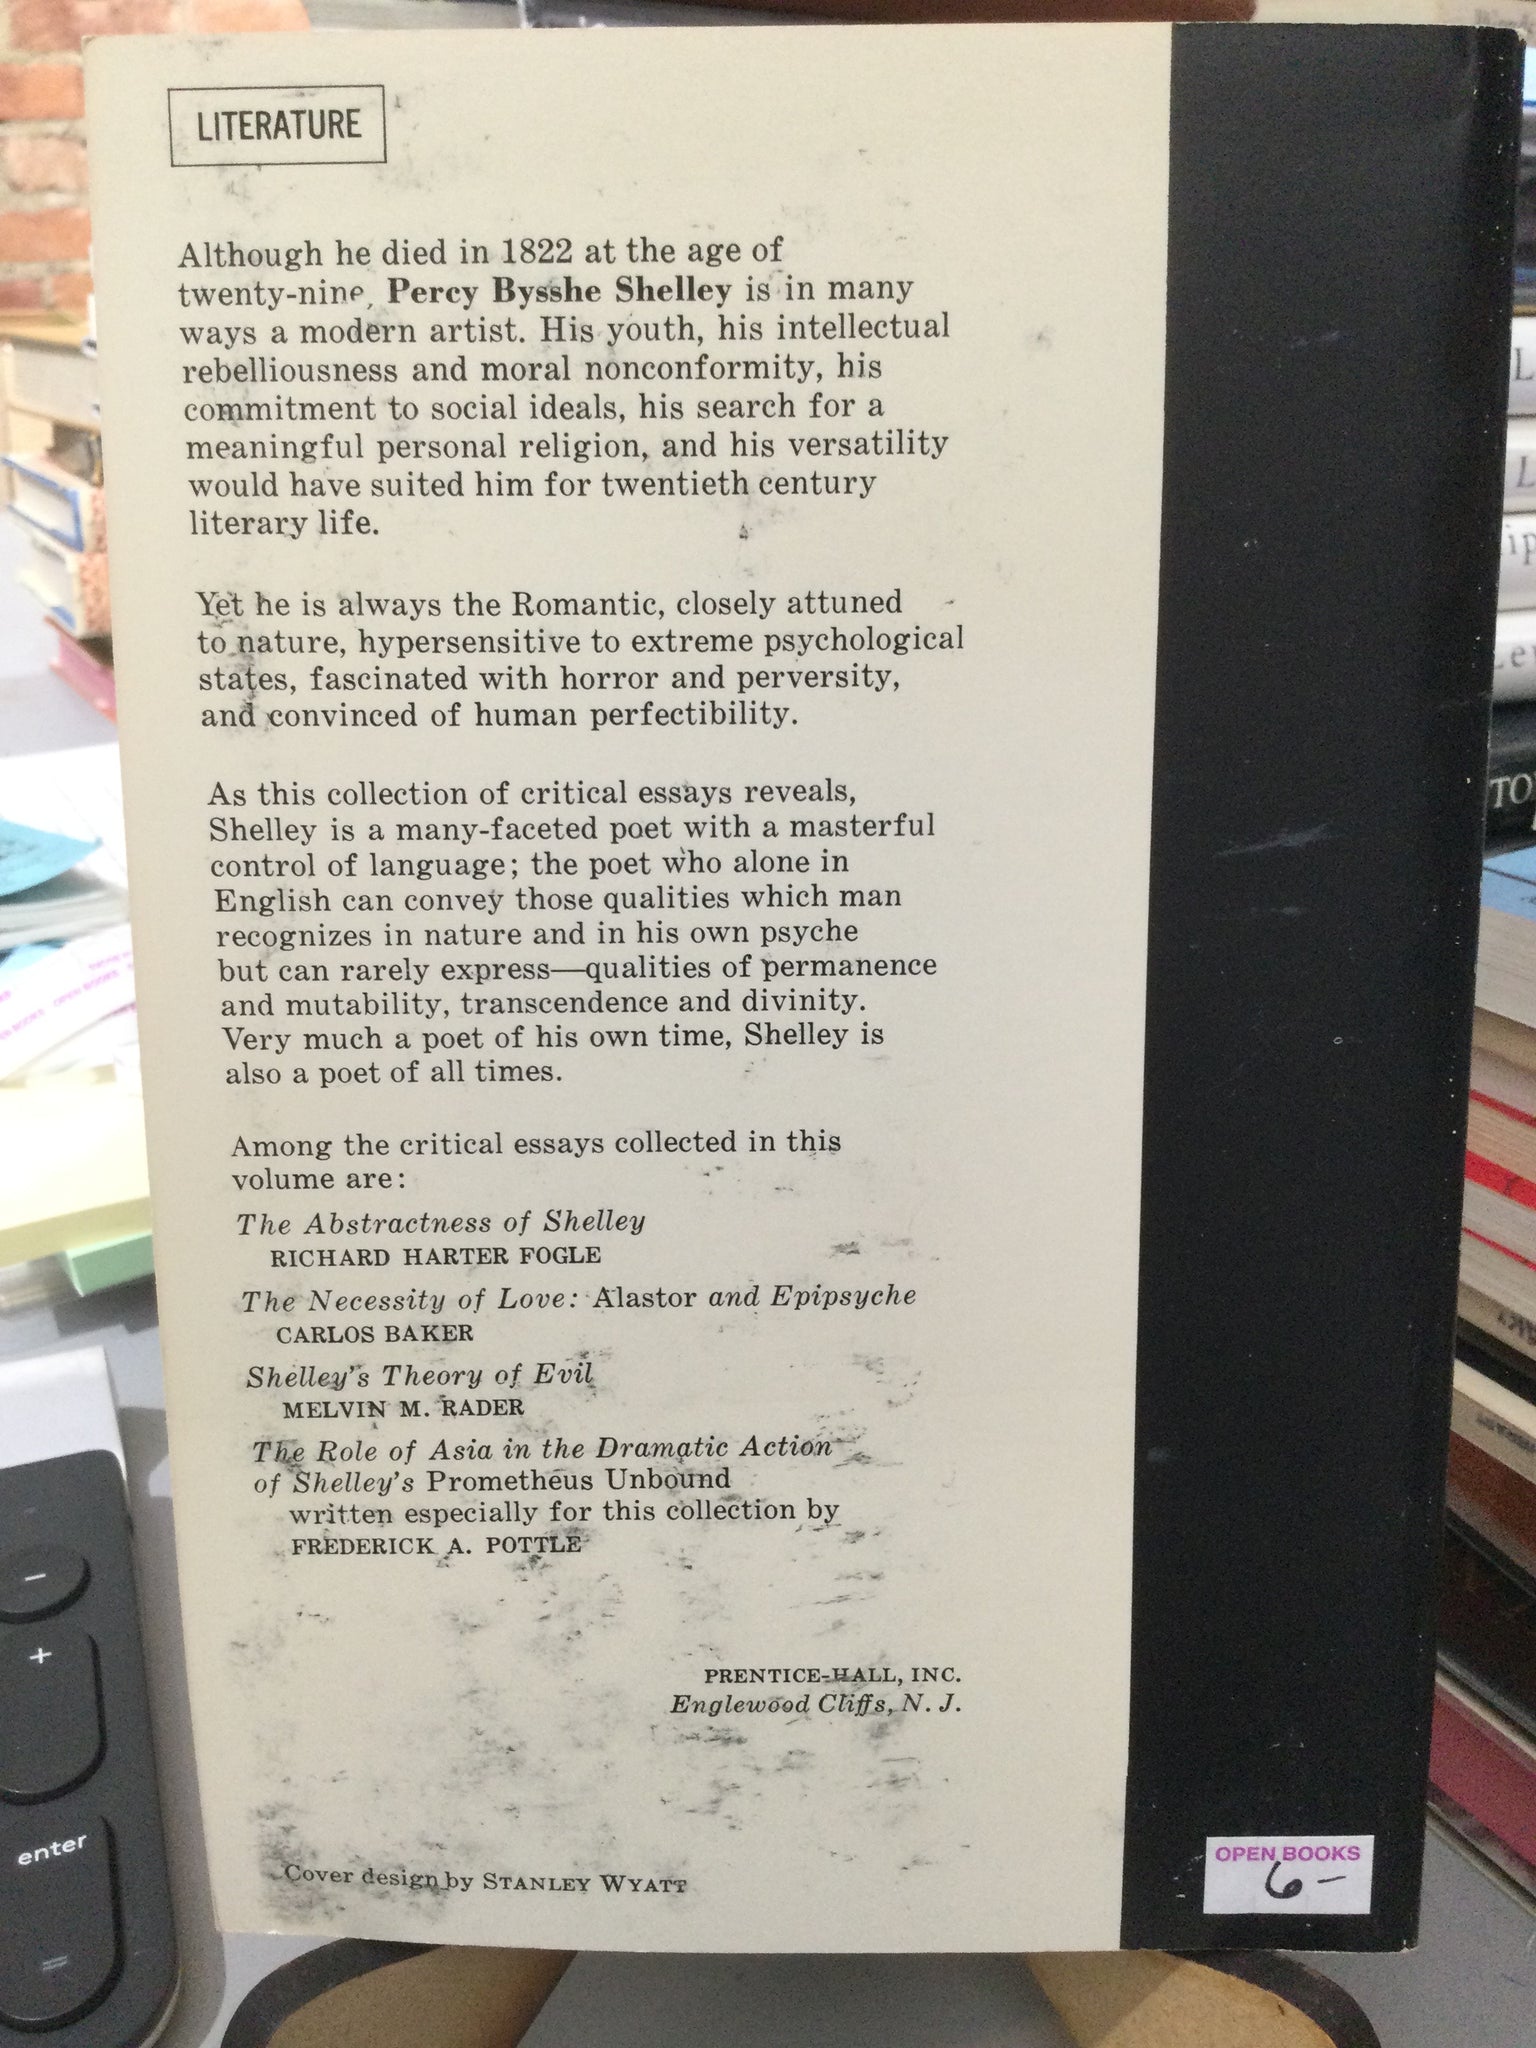 LITERATURE
Although he died in 1822 at the age of
twenty-nine, Percy Bysshe Shelley is in many
ways a modern artist. His youth, his intellectual
rebelliousness and moral nonconformity, his
commitment to social ideals, his search for a
meaningful personal religion, and his versatility
would have suited him for twentieth century
literary life.
Yet he is always the Romantic, closely attuned
to nature, hypersensitive to extreme psychological
states, fascinated with horror and perversity,
and convinced of human perfectibility.
As this collection of critical essays reveals,
Shelley is a many-faceted poet with a masterful
control of language; the poet who alone in
English can convey those qualities which man
recognizes in nature and in his own psyche
but can rarely express—qualities of permanence
and mutability, transcendence and divinity.
Very much a poet of his own time, Shelley is
also a poet of all times.
Among the critical essays collected in this
volume are:
The Abstractness of Shelley
RICHARD HARTER FOGLE
The Necessity of Love: Alastor and Epipsyche
CARLOS BAKER
Shelley's Theory of Evil
MELVIN M. RADER
The Role of Asia in the Dramatic Action
of Shelley's Prometheus Unbound
written especially for this collection by
FREDERICK A. POTTLE
PRENTICE-HALL, INC.
Englewood Cliffs, N. J.
Cover design by STANLEY WYATT
OPEN BOOKS
6-
OPEN BOOKS
-
+
enter
=